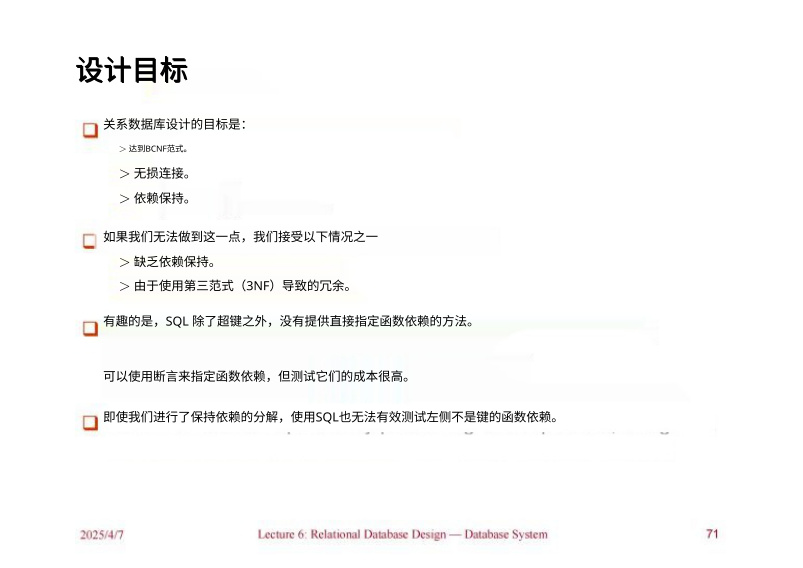 设计目标
关系数据库设计的目标是：
> 达到BCNF范式。
> 无损连接。
> 依赖保持。
如果我们无法做到这一点，我们接受以下情况之一
> 缺乏依赖保持。
> 由于使用第三范式（3NF）导致的冗余。
有趣的是，SQL 除了超键之外，没有提供直接指定函数依赖的方法。
可以使用断言来指定函数依赖，但测试它们的成本很高。
即使我们进行了保持依赖的分解，使用SQL也无法有效测试左侧不是键的函数依赖。
2025/4/7
Lecture 6: Relational Database Design — Database System
71